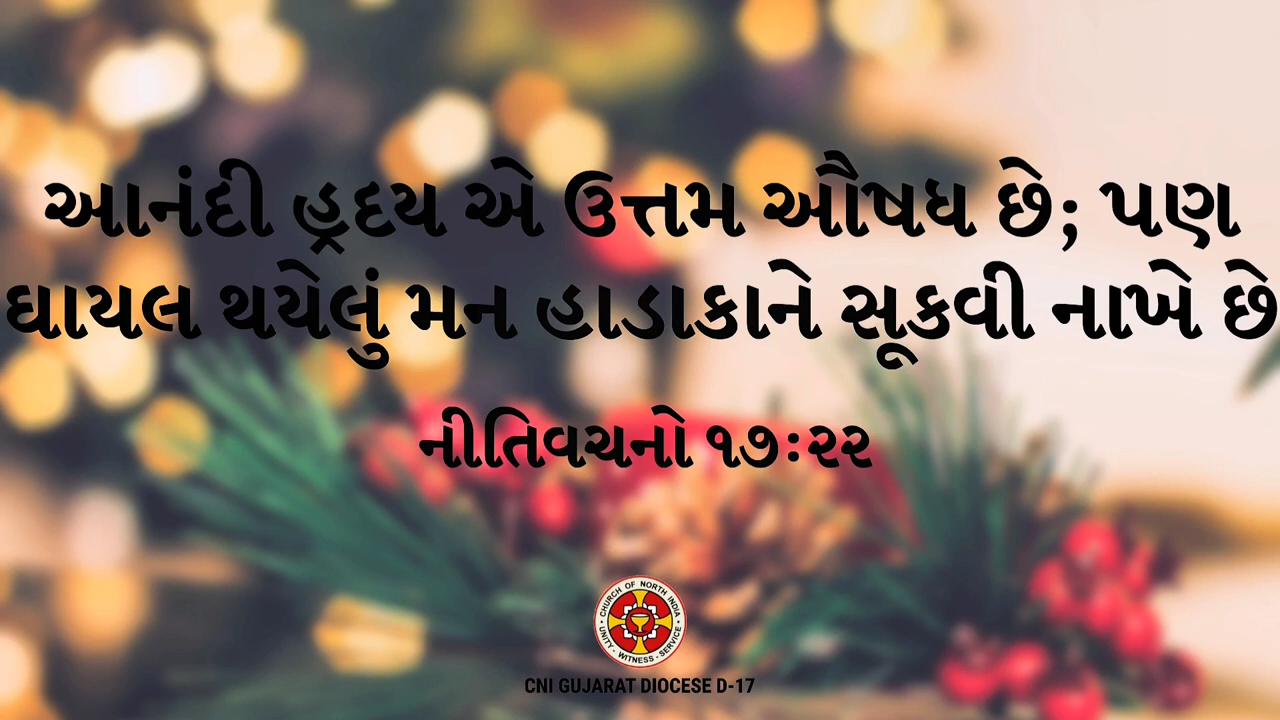 આનંદી હ્રદય એ ઉત્તમ ઔષધ છે; પણ
ઘાયલ થયેલું મન હાડાકાને સૂકવી નાખે છે
નીતિવચનો ૧૭:૨૨
CHURCH OF NORTH INDIA
UNITY - WITNESS - SERVICE
CNI GUJARAT DIOCESE D-17